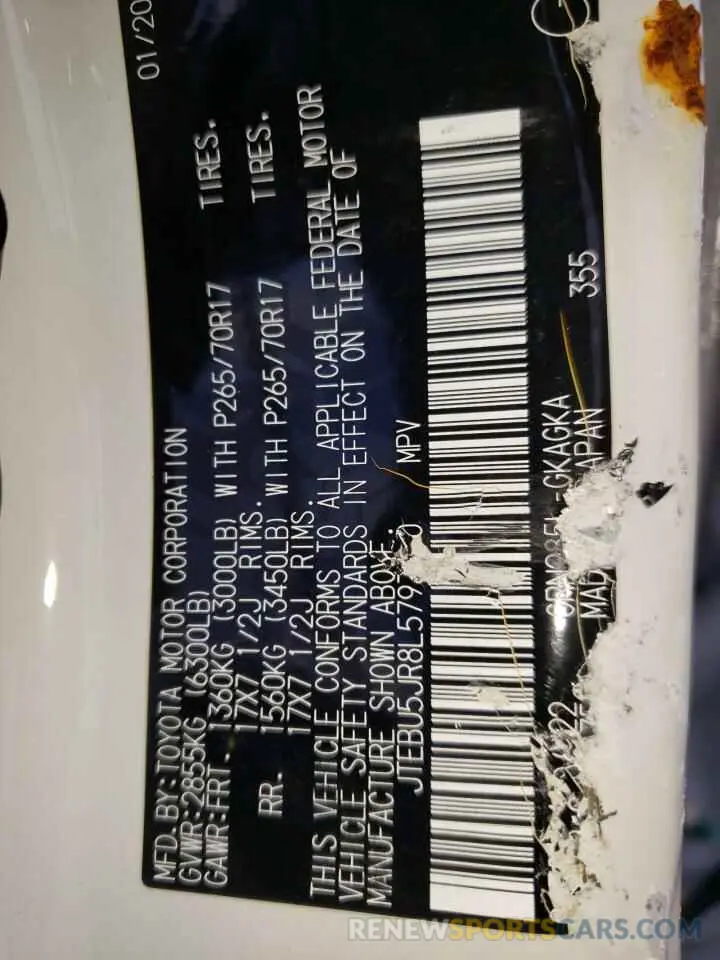 MFD. BY: TOYOTA MOTOR CORPORATION 01/20
GVWR: 2855KG (6300LB)
GAWR: FRT. 1360KG (3000LB) WITH P265/70R17 TIRES.
17X7 1/2J RIMS.
RR. 1560KG (3450LB) WITH P265/70R17 TIRES.
17X7 1/2J RIMS.
THIS VEHICLE CONFORMS TO ALL APPLICABLE FEDERAL MOTOR
VEHICLE SAFETY STANDARDS IN EFFECT ON THE DATE OF
MANUFACTURE SHOWN ABOVE.
JTEBU5JR8L579 MPV
-GKAGKA
355
RENEWSPORTSCARS.COM